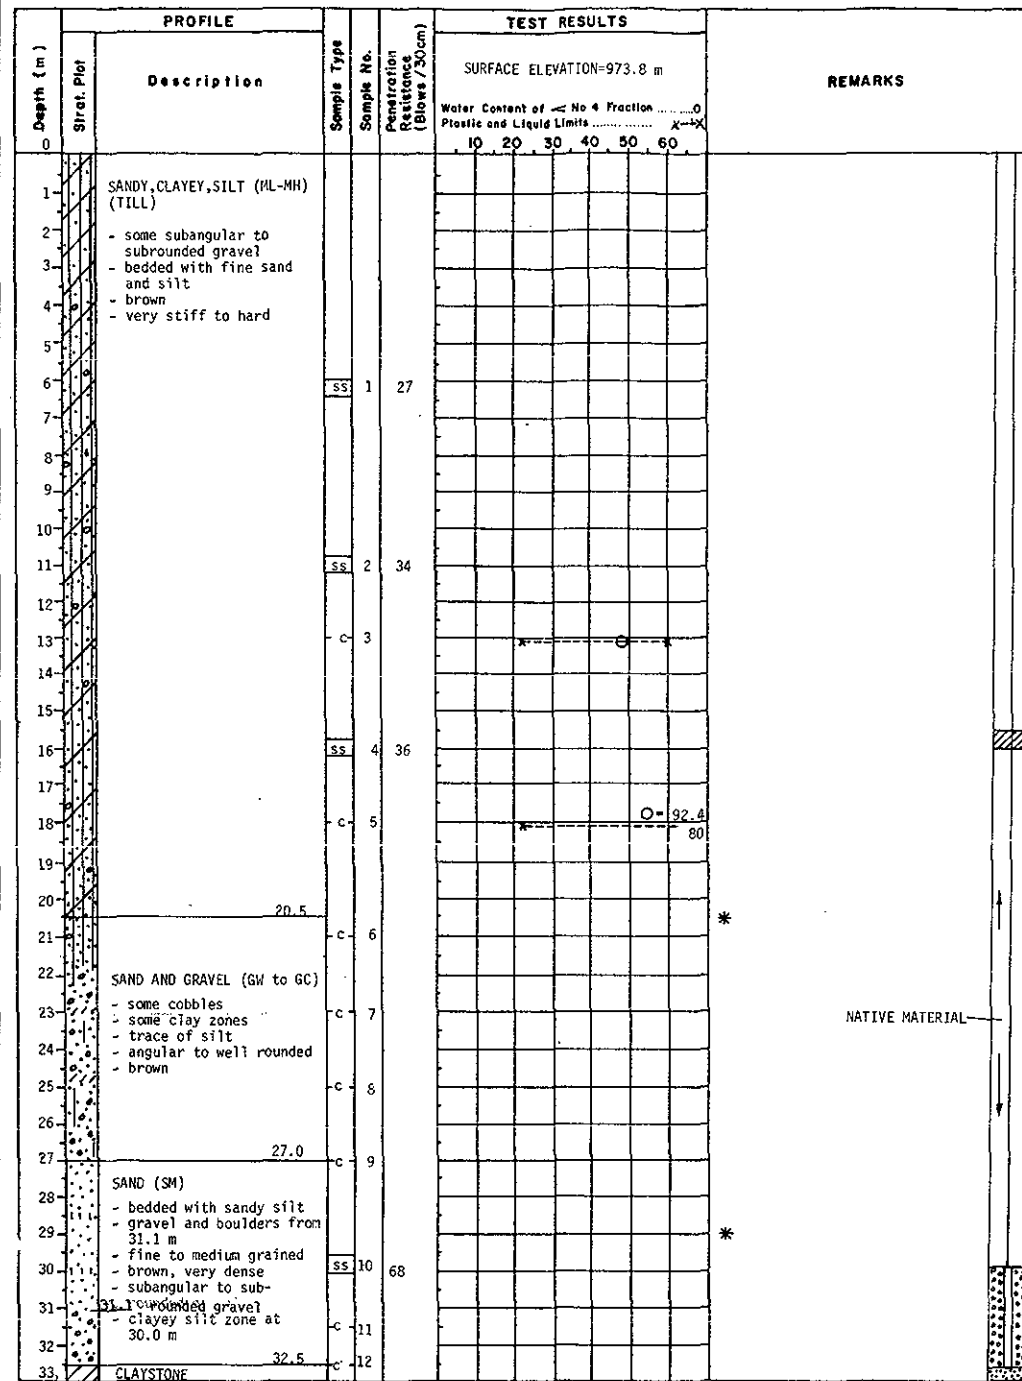 PROFILE
TEST RESULTS
Depth (m)
Strat. Plot
Description
Sample Type
Sample No.
Penetration
Resistance
(Blows / 30cm)
SURFACE ELEVATION=973.8 m
Water Content of < No 4 Fraction ........O
Plastic and Liquid Limits ............. X--X
REMARKS
0
10 20 30 40 50 60
SANDY,CLAYEY,SILT (ML-MH)
(TILL)
- some subangular to
subrounded gravel
- bedded with fine sand
and silt
- brown
- very stiff to hard
1
2
3
4
5
6 SS 1 27
7
8
9
10
11 SS 2 34
12
13 C 3
14
15
16 SS 4 36
17
18 C 5 O= 92.4
80
19
20 20.5 *
21 C 6
22
SAND AND GRAVEL (GW to GC)
- some cobbles
- some clay zones
- trace of silt
- angular to well rounded
- brown
23 C 7
NATIVE MATERIAL
24
25 C 8
26
27 27.0 C 9
SAND (SM)
- bedded with sandy silt
- gravel and boulders from
31.1 m
- fine to medium grained
- brown, very dense
- subangular to sub-
rounded gravel
- clayey silt zone at
30.0 m
28
29 *
30 SS 10 68
31 31.1 C 11
32 32.5 C 12
33 CLAYSTONE